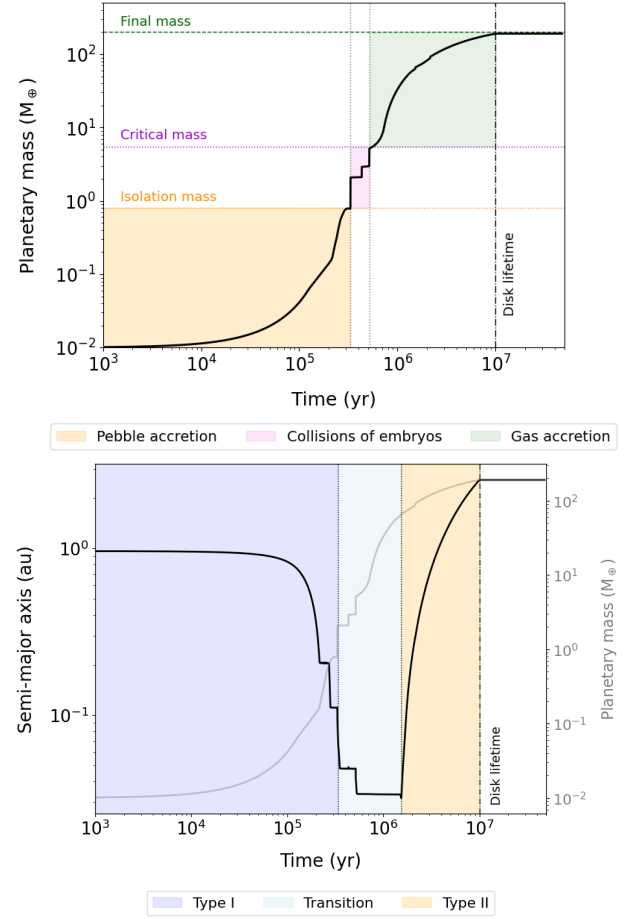 Final mass
Critical mass
Isolation mass
Disk lifetime
Planetary mass (M⊕)
10² 10¹ 10⁰ 10⁻¹ 10⁻²
10³ 10⁴ 10⁵ 10⁶ 10⁷
Time (yr)
Pebble accretion Collisions of embryos Gas accretion
Semi-major axis (au)
10⁰ 10⁻¹
Disk lifetime
10² 10¹ 10⁰ 10⁻¹ 10⁻²
Planetary mass (M⊕)
10³ 10⁴ 10⁵ 10⁶ 10⁷
Time (yr)
Type I Transition Type II